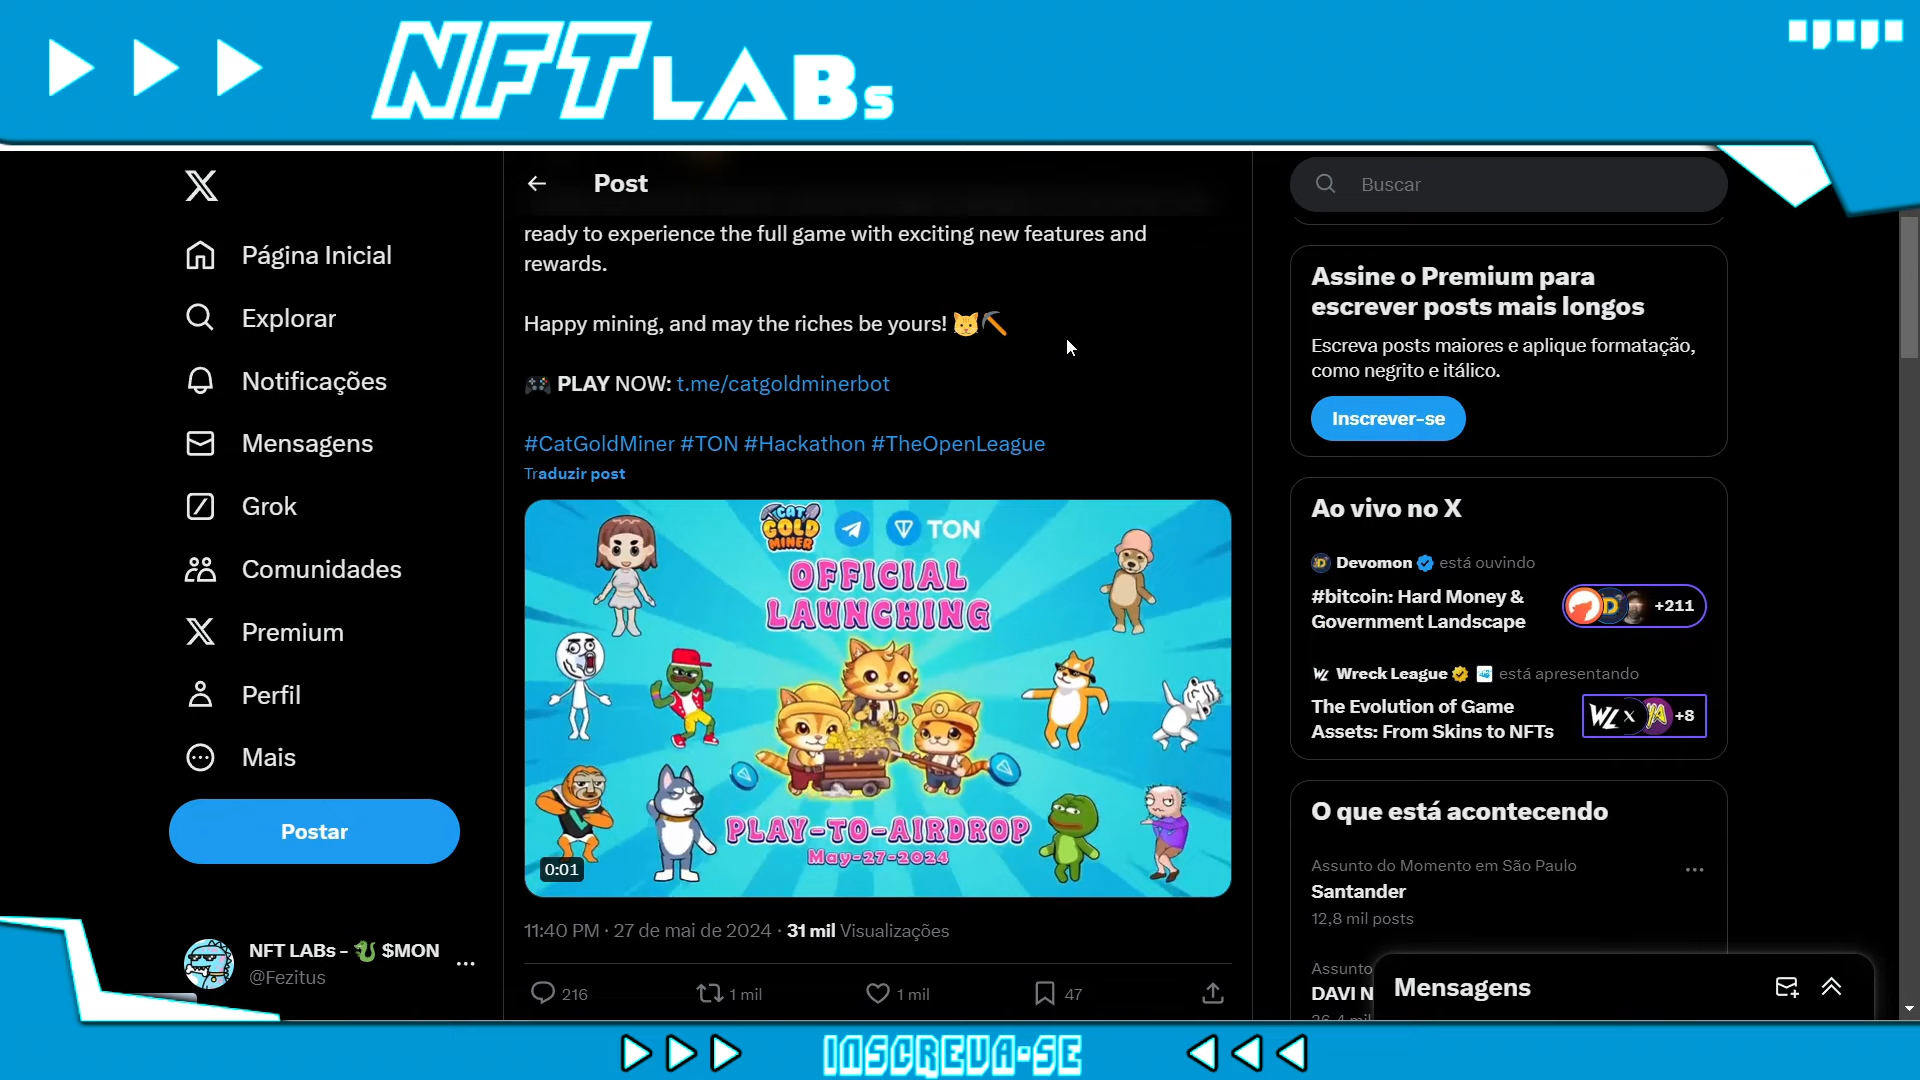 NFT LABs
Página Inicial
Explorar
Notificações
Mensagens
Grok
Comunidades
Premium
Perfil
Mais
Postar
NFT LABs - $MON
@Fezitus
Post
ready to experience the full game with exciting new features and
rewards.
Happy mining, and may the riches be yours!
PLAY NOW: t.me/catgoldminerbot
#CatGoldMiner #TON #Hackathon #TheOpenLeague
Traduzir post
CAT GOLD MINER
TON
OFFICIAL
LAUNCHING
PLAY-TO-AIRDROP
May-27-2024
0:01
11:40 PM · 27 de mai de 2024 · 31 mil Visualizações
216
1 mil
1 mil
47
Buscar
Assine o Premium para
escrever posts mais longos
Escreva posts maiores e aplique formatação,
como negrito e itálico.
Inscrever-se
Ao vivo no X
Devomon está ouvindo
#bitcoin: Hard Money &
Government Landscape
+211
Wreck League está apresentando
The Evolution of Game
Assets: From Skins to NFTs
WL X
+8
O que está acontecendo
Assunto do Momento em São Paulo
Santander
12,8 mil posts
Assunto
DAVI N
Mensagens
INSCREVA-SE